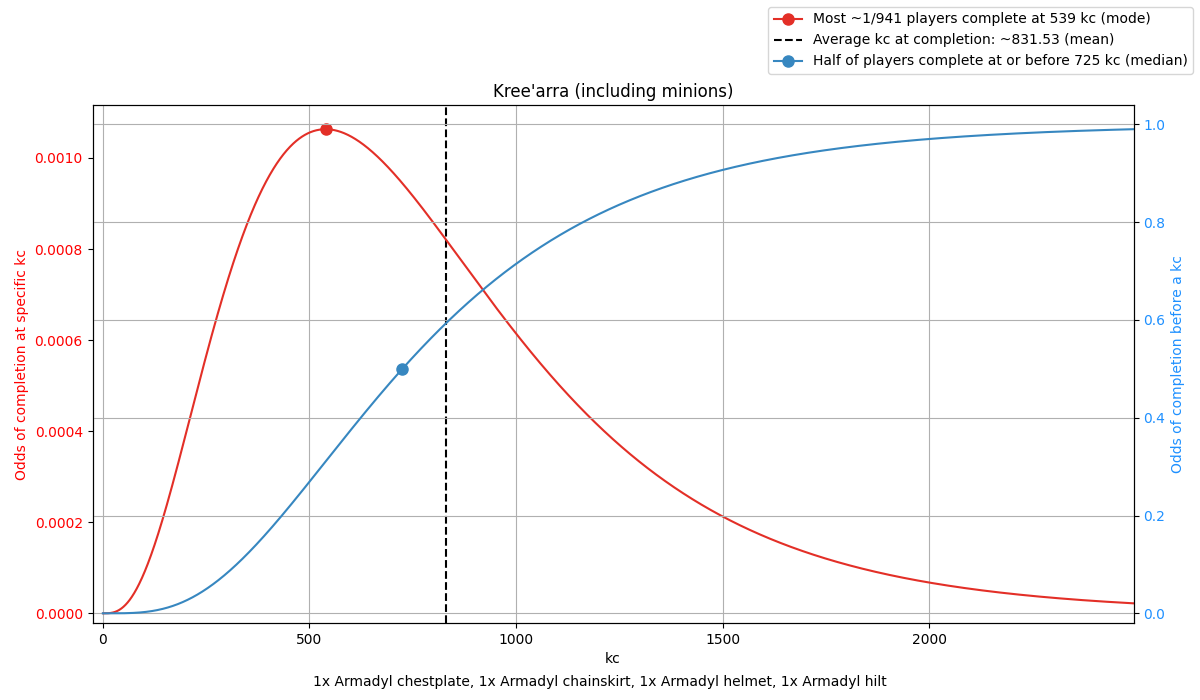 Most ~1/941 players complete at 539 kc (mode)
Average kc at completion: ~831.53 (mean)
Half of players complete at or before 725 kc (median)
Kree'arra (including minions)
Odds of completion at specific kc
0.0010
0.0008
0.0006
0.0004
0.0002
0.0000
1.0
0.8
0.6
0.4
0.2
0.0
Odds of completion before a kc
0 500 1000 1500 2000
kc
1x Armadyl chestplate, 1x Armadyl chainskirt, 1x Armadyl helmet, 1x Armadyl hilt